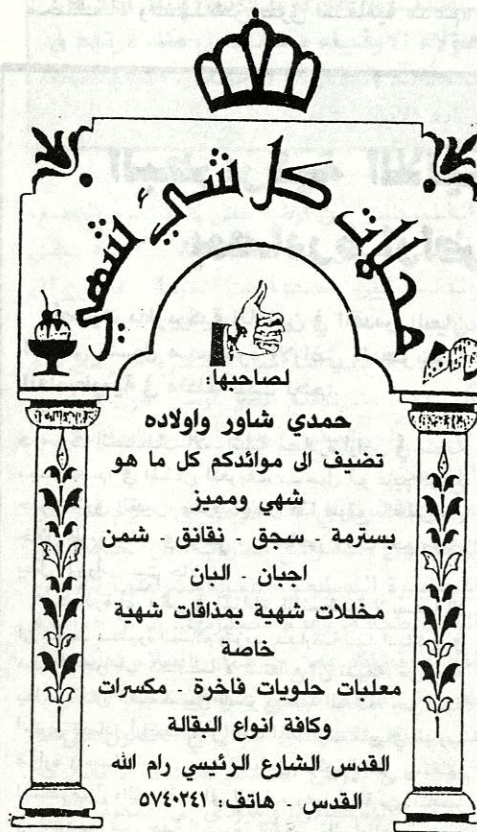 محلات كل شيء شهي
لصاحبها:
حمدي شاور واولاده
تضيف الى موائدكم كل ما هو
شهي ومميز
بسترمة - سجق - نقانق - شمن
اجبان - البان
مخللات شهية بمذاقات شهية
خاصة
معلبات حلويات فاخرة - مكسرات
وكافة انواع البقالة
القدس الشارع الرئيسي رام الله
القدس - هاتف: ٥٧٤٠٢٤١